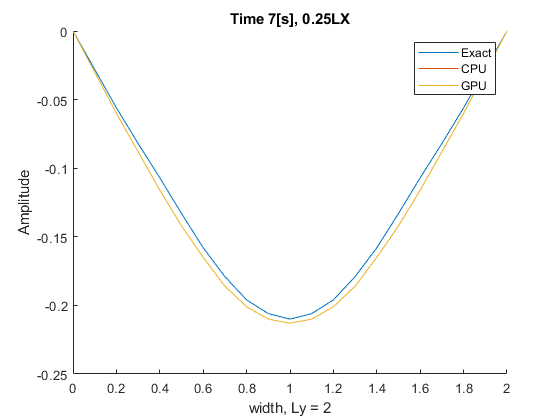 Time 7[s], 0.25LX
Exact
CPU
GPU
0
-0.05
-0.1
-0.15
-0.2
-0.25
Amplitude
0 0.2 0.4 0.6 0.8 1 1.2 1.4 1.6 1.8 2
width, Ly = 2